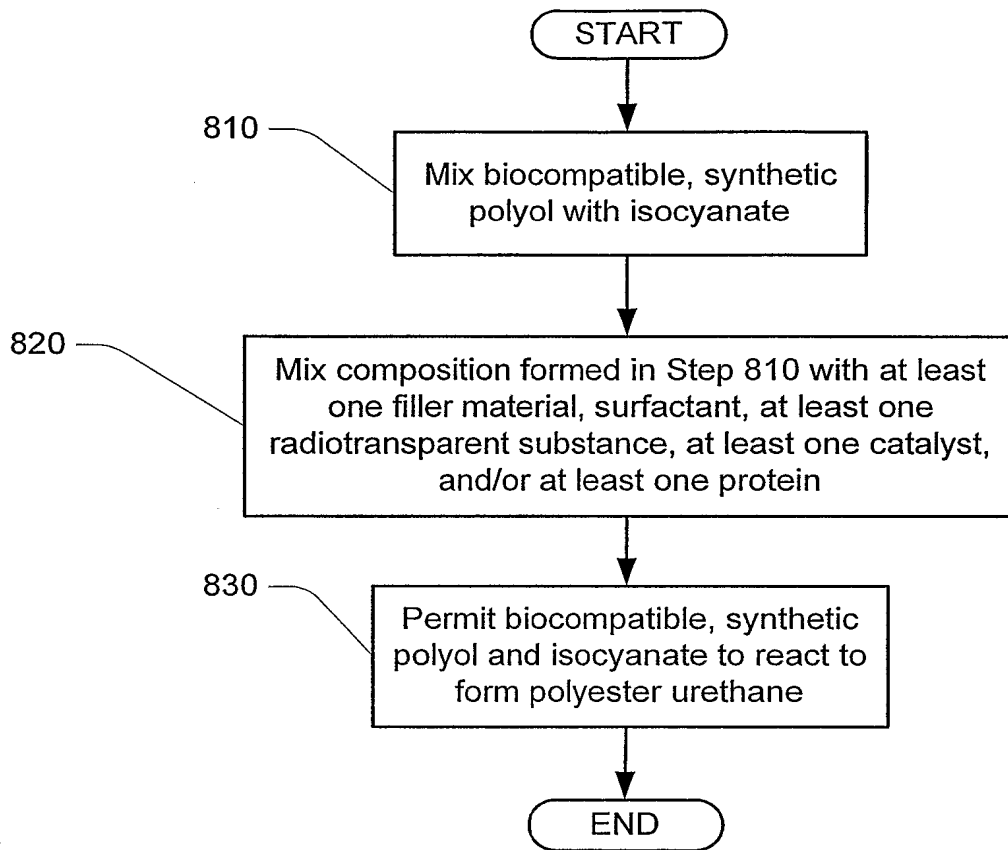 START
810
Mix biocompatible, synthetic
polyol with isocyanate
820
Mix composition formed in Step 810 with at least
one filler material, surfactant, at least one
radiotransparent substance, at least one catalyst,
and/or at least one protein
830
Permit biocompatible, synthetic
polyol and isocyanate to react to
form polyester urethane
END